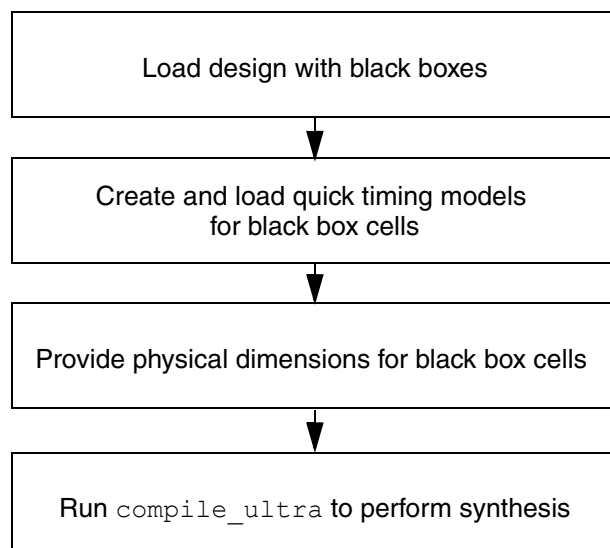 Load design with black boxes
Create and load quick timing models
for black box cells
Provide physical dimensions for black box cells
Run compile_ultra to perform synthesis